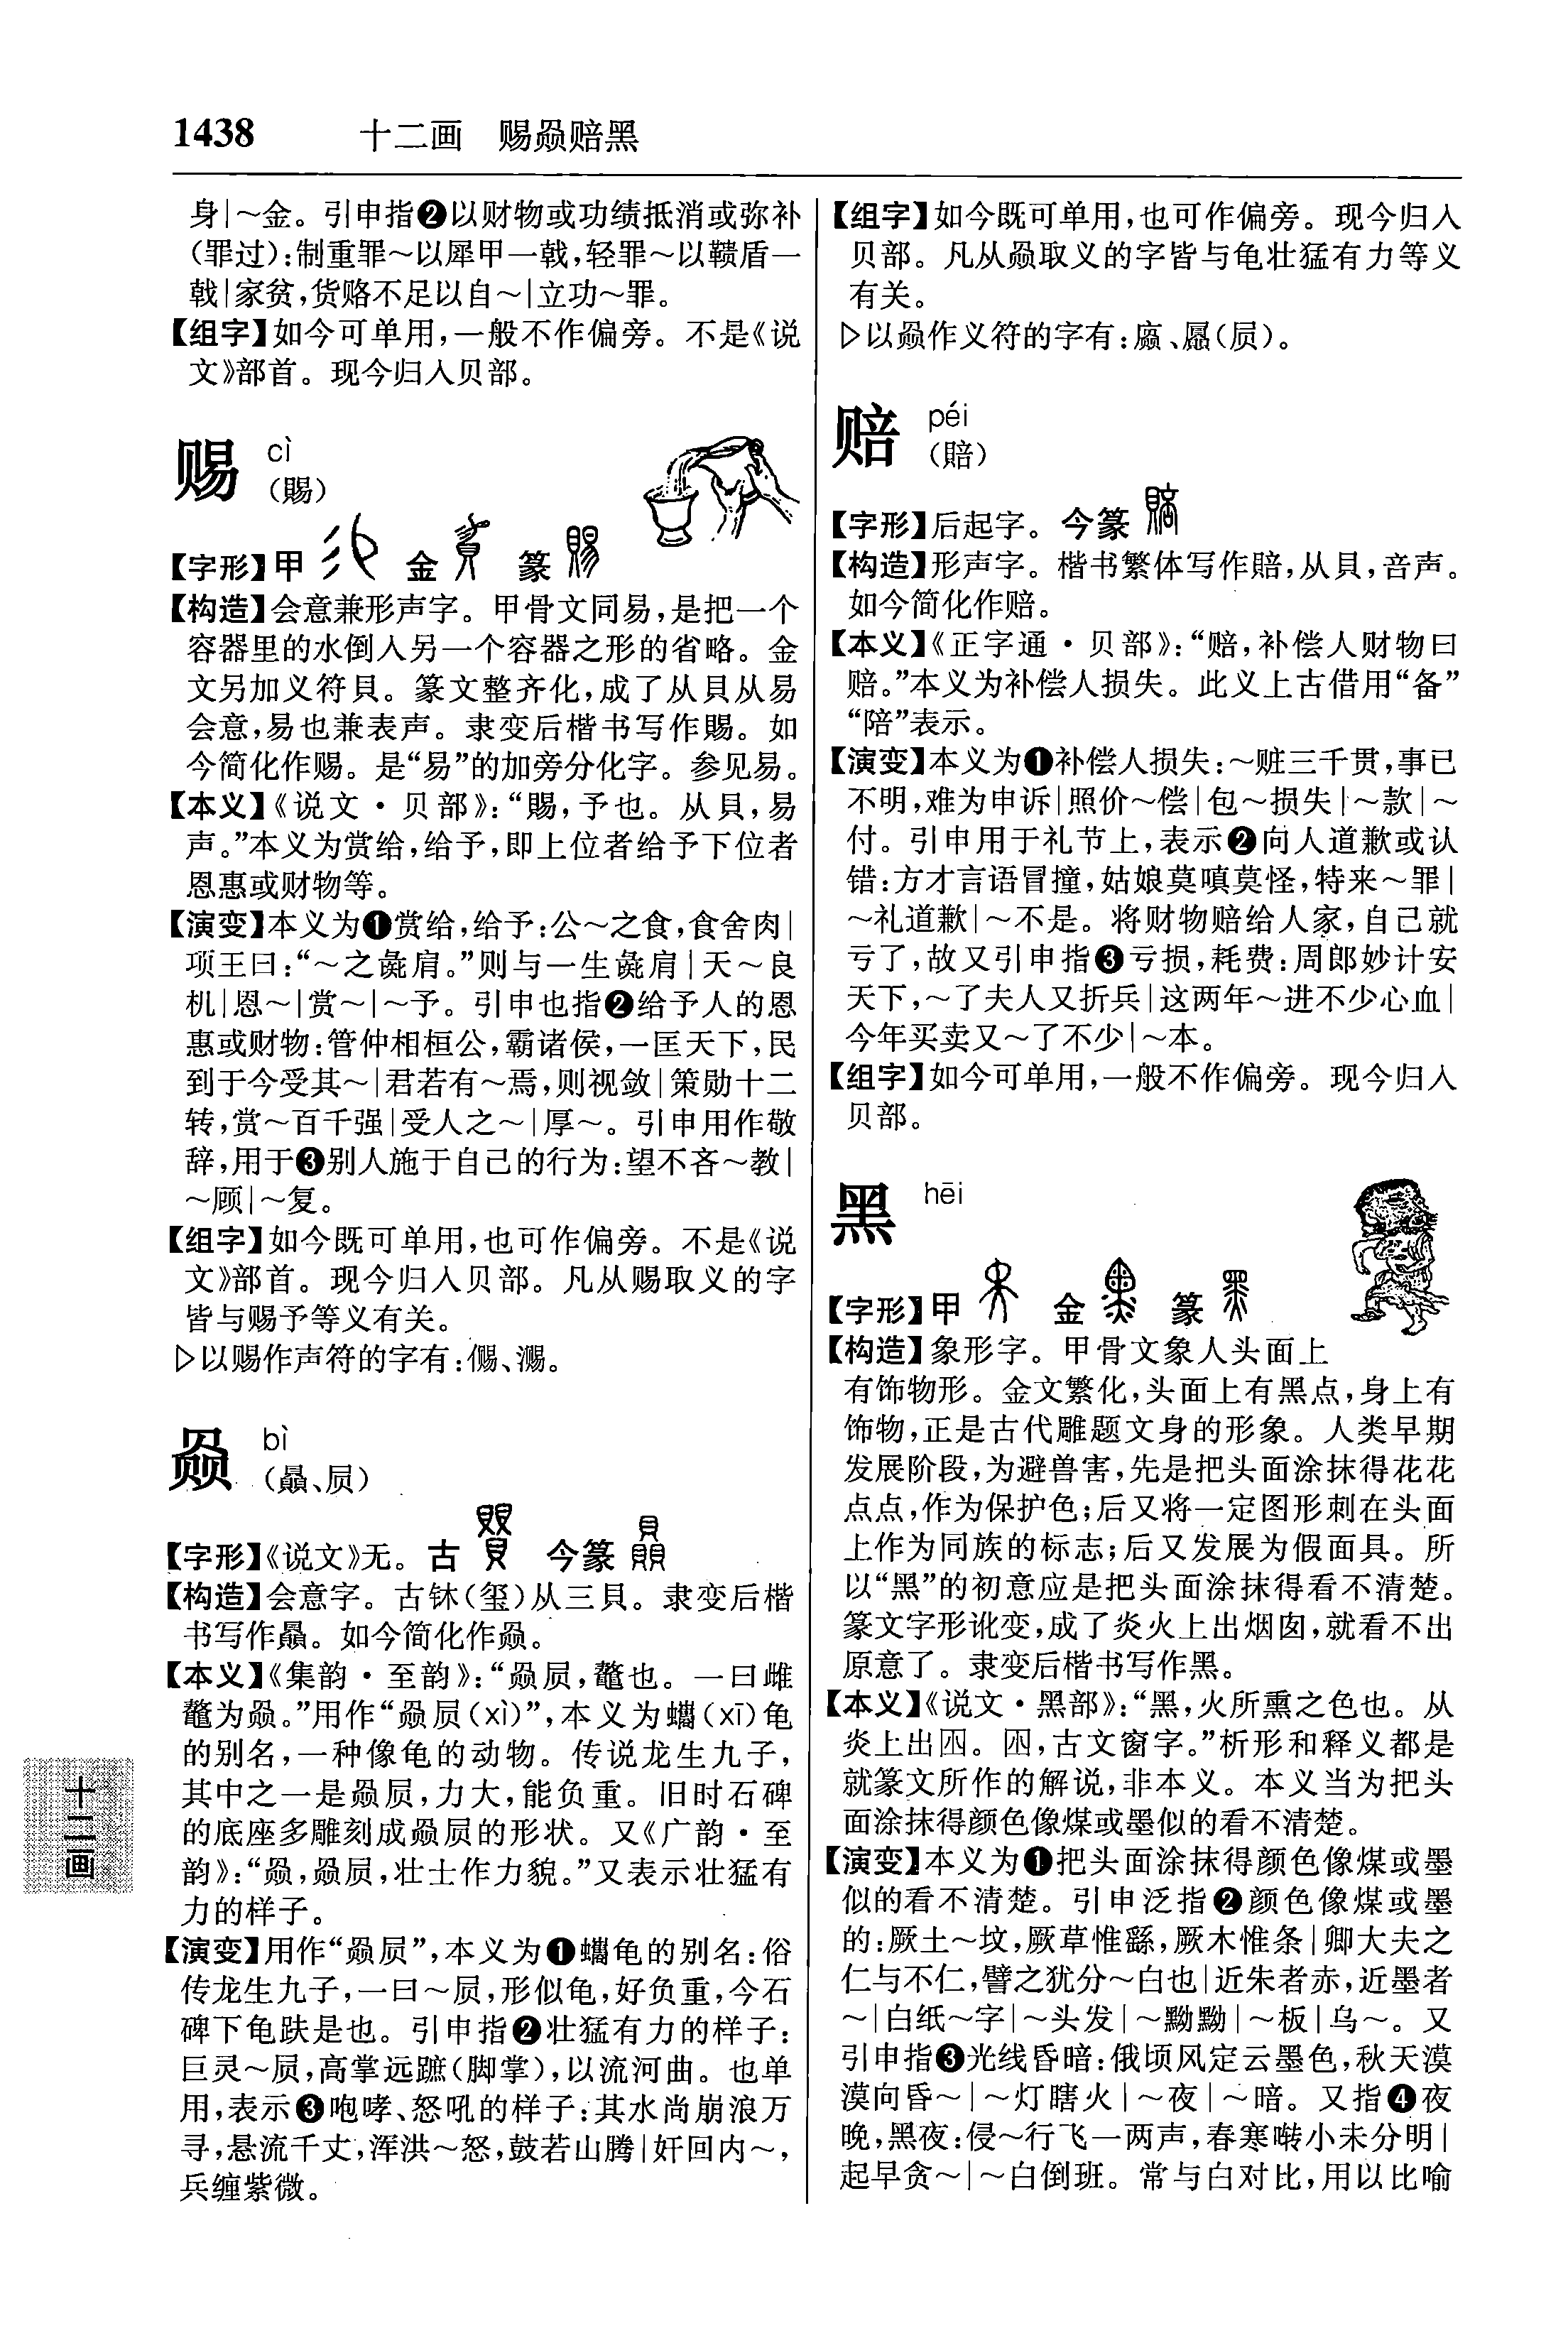 1438 十二画 赐赑赔黑
身|～金。引申指❷以财物或功绩抵消或弥补
(罪过):制重罪～以犀甲一戟,轻罪～以鞼盾一
戟|家贫,货赂不足以自～|立功～罪。
【组字】如今可单用,一般不作偏旁。不是《说
文》部首。现今归入贝部。
赐 cì
(賜)
【字形】甲 金 篆
【构造】会意兼形声字。甲骨文同易,是把一个
容器里的水倒入另一个容器之形的省略。金
文另加义符貝。篆文整齐化,成了从貝从易
会意,易也兼表声。隶变后楷书写作賜。如
今简化作赐。是“易”的加旁分化字。参见易。
【本义】《说文·贝部》:“賜,予也。从貝,易
声。”本义为赏给,给予,即上位者给予下位者
恩惠或财物等。
【演变】本义为❶赏给,给予:公～之食,食舍肉|
项王曰:“～之彘肩。”则与一生彘肩|天～良
机|恩～|赏～|～予。引申也指❷给予人的恩
惠或财物:管仲相桓公,霸诸侯,一匡天下,民
到于今受其～|君若有～焉,则视敛|策勋十二
转,赏～百千强|受人之～|厚～。引申用作敬
辞,用于❸别人施于自己的行为:望不吝～教|
～顾|～复。
【组字】如今既可单用,也可作偏旁。不是《说
文》部首。现今归入贝部。凡从赐取义的字
皆与赐予等义有关。
▷以赐作声符的字有:儩、瀃。
赑 bì
(贔、屃)
【字形】《说文》无。古 今篆
【构造】会意字。古钵(玺)从三貝。隶变后楷
书写作贔。如今简化作赑。
【本义】《集韵·至韵》:“赑屃,鼇也。一曰雌
鼇为赑。”用作“赑屃(xì)”,本义为蠵(xī)龟
的别名,一种像龟的动物。传说龙生九子,
其中之一是赑屃,力大,能负重。旧时石碑
的底座多雕刻成赑屃的形状。又《广韵·至
韵》:“赑,赑屃,壮士作力貌。”又表示壮猛有
力的样子。
【演变】用作“赑屃”,本义为❶蠵龟的别名:俗
传龙生九子,一曰～屃,形似龟,好负重,今石
碑下龟趺是也。引申指❷壮猛有力的样子:
巨灵～屃,高掌远蹠(脚掌),以流河曲。也单
用,表示❸咆哮、怒吼的样子:其水尚崩浪万
寻,悬流千丈,浑洪～怒,鼓若山腾|奸回内～,
兵缠紫微。
【组字】如今既可单用,也可作偏旁。现今归入
贝部。凡从赑取义的字皆与龟壮猛有力等义
有关。
▷以赑作义符的字有:(屃)。
赔 péi
(賠)
【字形】后起字。今篆
【构造】形声字。楷书繁体写作賠,从貝,音声。
如今简化作赔。
【本义】《正字通·贝部》:“赔,补偿人财物曰
赔。”本义为补偿人损失。此义上古借用“备”
“陪”表示。
【演变】本义为❶补偿人损失:～赃三千贯,事已
不明,难为申诉|照价～偿|包～损失|～款|～
付。引申用于礼节上,表示❷向人道歉或认
错:方才言语冒撞,姑娘莫嗔莫怪,特来～罪|
～礼道歉|～不是。将财物赔给人家,自己就
亏了,故又引申指❸亏损,耗费:周郎妙计安
天下,～了夫人又折兵|这两年～进不少心血|
今年买卖又～了不少|～本。
【组字】如今可单用,一般不作偏旁。现今归入
贝部。
黑 hēi
【字形】甲 金 篆
【构造】象形字。甲骨文象人头面上
有饰物形。金文繁化,头面上有黑点,身上有
饰物,正是古代雕题文身的形象。人类早期
发展阶段,为避兽害,先是把头面涂抹得花花
点点,作为保护色;后又将一定图形刺在头面
上作为同族的标志;后又发展为假面具。所
以“黑”的初意应是把头面涂抹得看不清楚。
篆文字形讹变,成了炎火上出烟囱,就看不出
原意了。隶变后楷书写作黑。
【本义】《说文·黑部》:“黑,火所熏之色也。从
炎上出囪。囪,古文窗字。”析形和释义都是
就篆文所作的解说,非本义。本义当为把头
面涂抹得颜色像煤或墨似的看不清楚。
【演变】本义为❶把头面涂抹得颜色像煤或墨
似的看不清楚。引申泛指❷颜色像煤或墨
的:厥土～坟,厥草惟繇,厥木惟条|卿大夫之
仁与不仁,譬之犹分～白也|近朱者赤,近墨者
～|白纸～字|～头发|～黝黝|～板|乌～。又
引申指❸光线昏暗:俄顷风定云墨色,秋天漠
漠向昏～|～灯瞎火|～夜|～暗。又指❹夜
晚,黑夜:侵～行飞一两声,春寒啭小未分明|
起早贪～|～白倒班。常与白对比,用以比喻
十二画